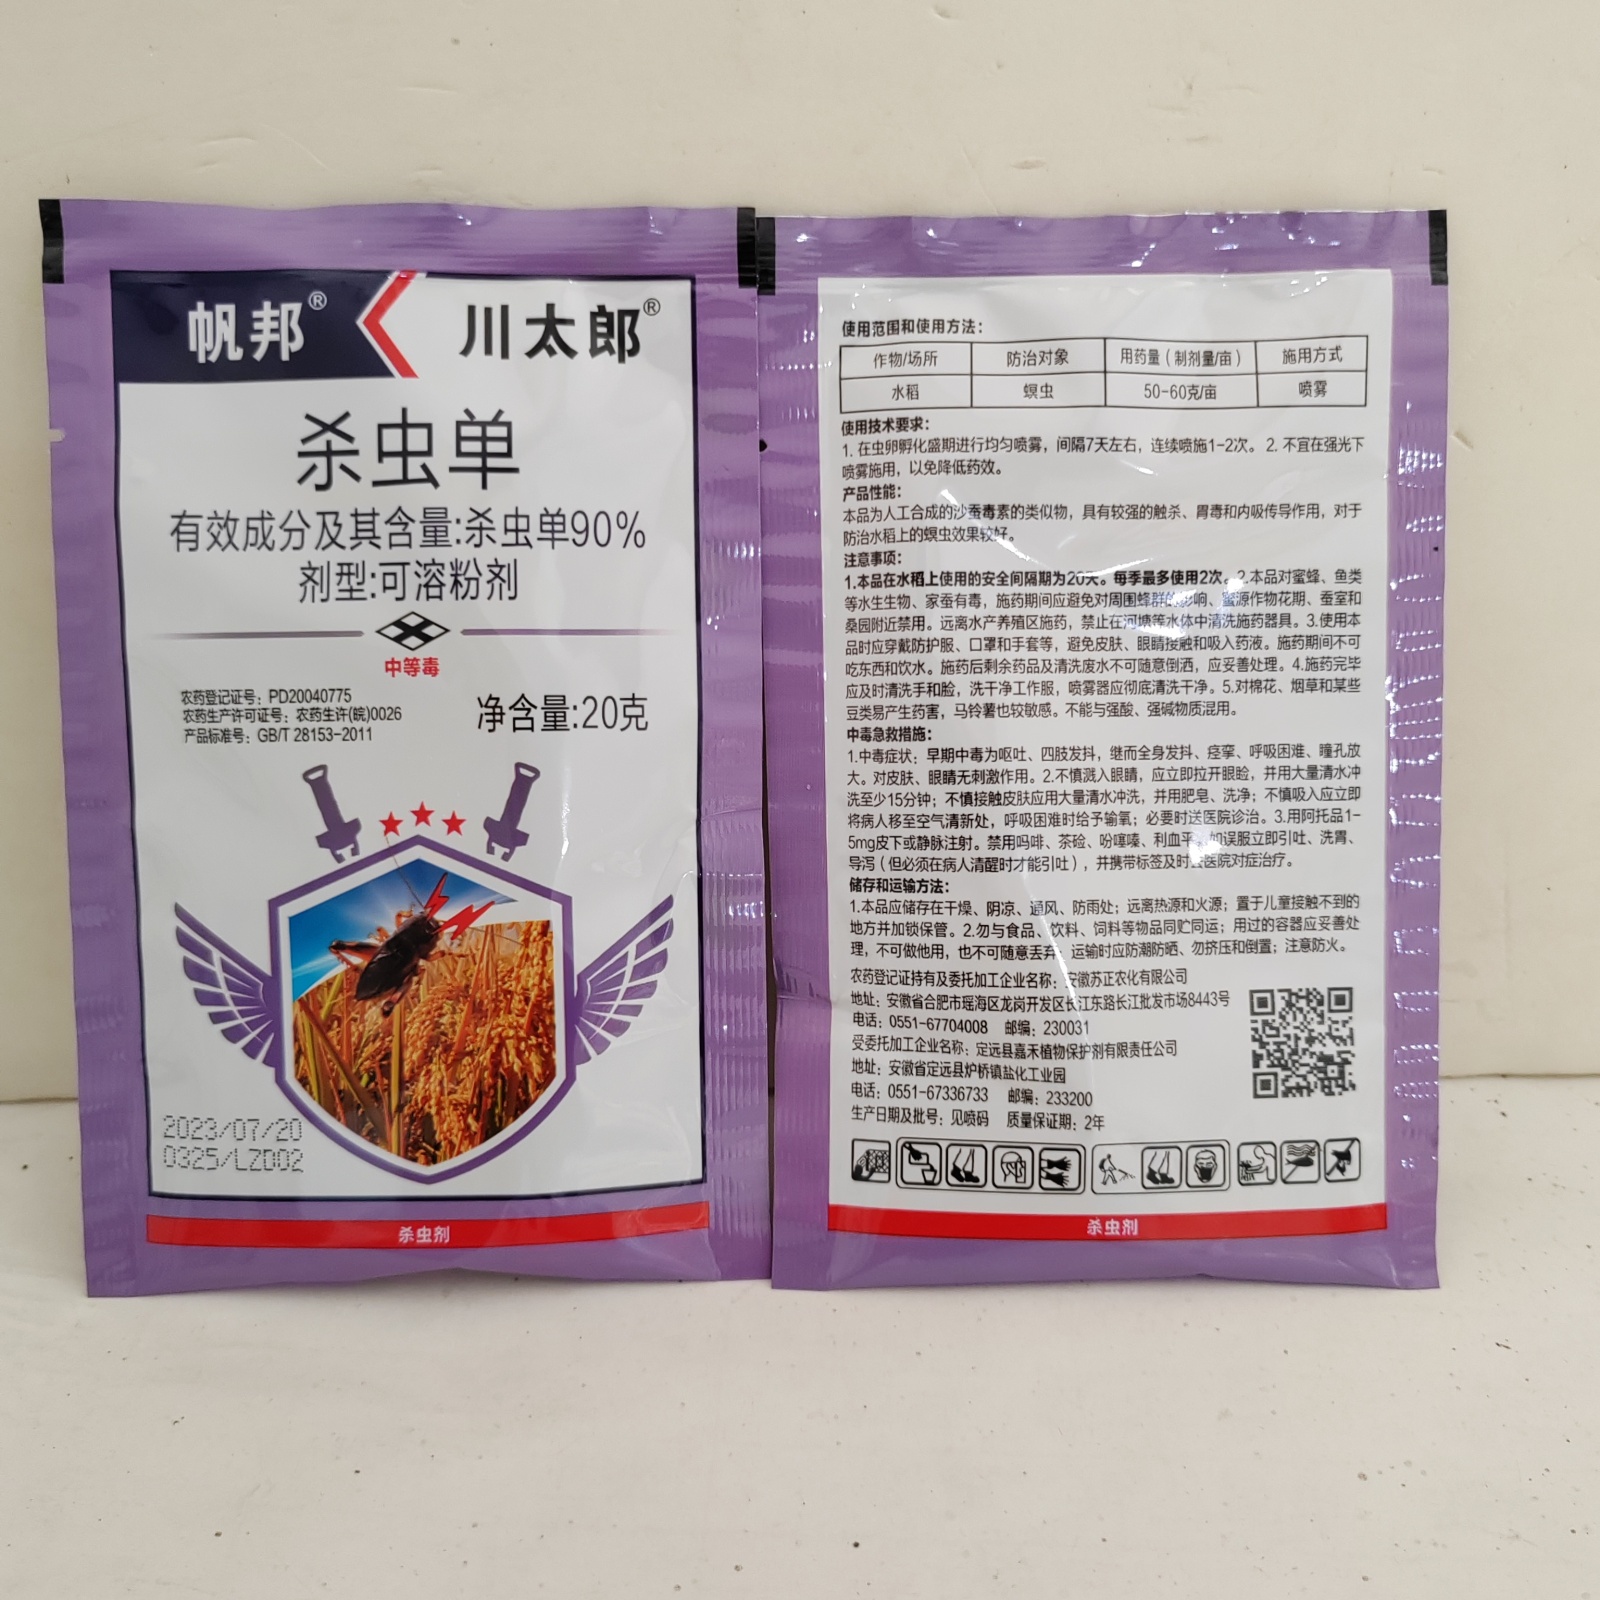 帆邦®
川太郎®
杀虫单
有效成分及其含量:杀虫单90%
剂型:可溶粉剂
中等毒
农药登记证号：PD20040775
农药生产许可证号：农药生许(皖)0026
产品标准号：GB/T 28153-2011
净含量:20克
2023/07/20
0325/LZD02
杀虫剂
使用范围和使用方法：
作物/场所 防治对象 用药量（制剂量/亩） 施用方式
水稻 螟虫 50-60克/亩 喷雾
使用技术要求：
1. 在虫卵孵化盛期进行均匀喷雾，间隔7天左右，连续喷施1-2次。2. 不宜在强光下
喷雾施用，以免降低药效。
产品性能：
本品为人工合成的沙蚕毒素的类似物，具有较强的触杀、胃毒和内吸传导作用，对于
防治水稻上的螟虫效果较好。
注意事项：
1.本品在水稻上使用的安全间隔期为20天。每季最多使用2次。2.本品对蜜蜂、鱼类
等水生生物、家蚕有毒，施药期间应避免对周围蜂群的影响、蜜源作物花期、蚕室和
桑园附近禁用。远离水产养殖区施药，禁止在河塘等水体中清洗施药器具。3.使用本
品时应穿戴防护服、口罩和手套等，避免皮肤、眼睛接触和吸入药液。施药期间不可
吃东西和饮水。施药后剩余药品及清洗废水不可随意倒洒，应妥善处理。4.施药完毕
应及时清洗手和脸，洗干净工作服，喷雾器应彻底清洗干净。5.对棉花、烟草和某些
豆类易产生药害，马铃薯也较敏感。不能与强酸、强碱物质混用。
中毒急救措施：
1.中毒症状：早期中毒为呕吐、四肢发抖，继而全身发抖、痉挛、呼吸困难、瞳孔放
大。对皮肤、眼睛无刺激作用。2.不慎溅入眼睛，应立即拉开眼睑，并用大量清水冲
洗至少15分钟；不慎接触皮肤应用大量清水冲洗，并用肥皂、洗净；不慎吸入应立即
将病人移至空气清新处，呼吸困难时给予输氧；必要时送医院诊治。3.用阿托品1-
5mg皮下或静脉注射。禁用吗啡、茶硷、吩噻嗪、利血平。如误服立即引吐、洗胃、
导泻（但必须在病人清醒时才能引吐），并携带标签及时医院对症治疗。
储存和运输方法：
1.本品应储存在干燥、阴凉、通风、防雨处；远离热源和火源；置于儿童接触不到的
地方并加锁保管。2.勿与食品、饮料、饲料等物品同贮同运；用过的容器应妥善处
理，不可做他用，也不可随意丢弃；运输时应防潮防晒、勿挤压和倒置；注意防火。
农药登记证持有及委托加工企业名称：安徽苏正农化有限公司
地址：安徽省合肥市瑶海区龙岗开发区长江东路长江批发市场8443号
电话：0551-67704008 邮编：230031
受委托加工企业名称：定远县嘉禾植物保护剂有限责任公司
地址：安徽省定远县炉桥镇盐化工业园
电话：0551-67336733 邮编：233200
生产日期及批号：见喷码 质量保证期：2年
杀虫剂